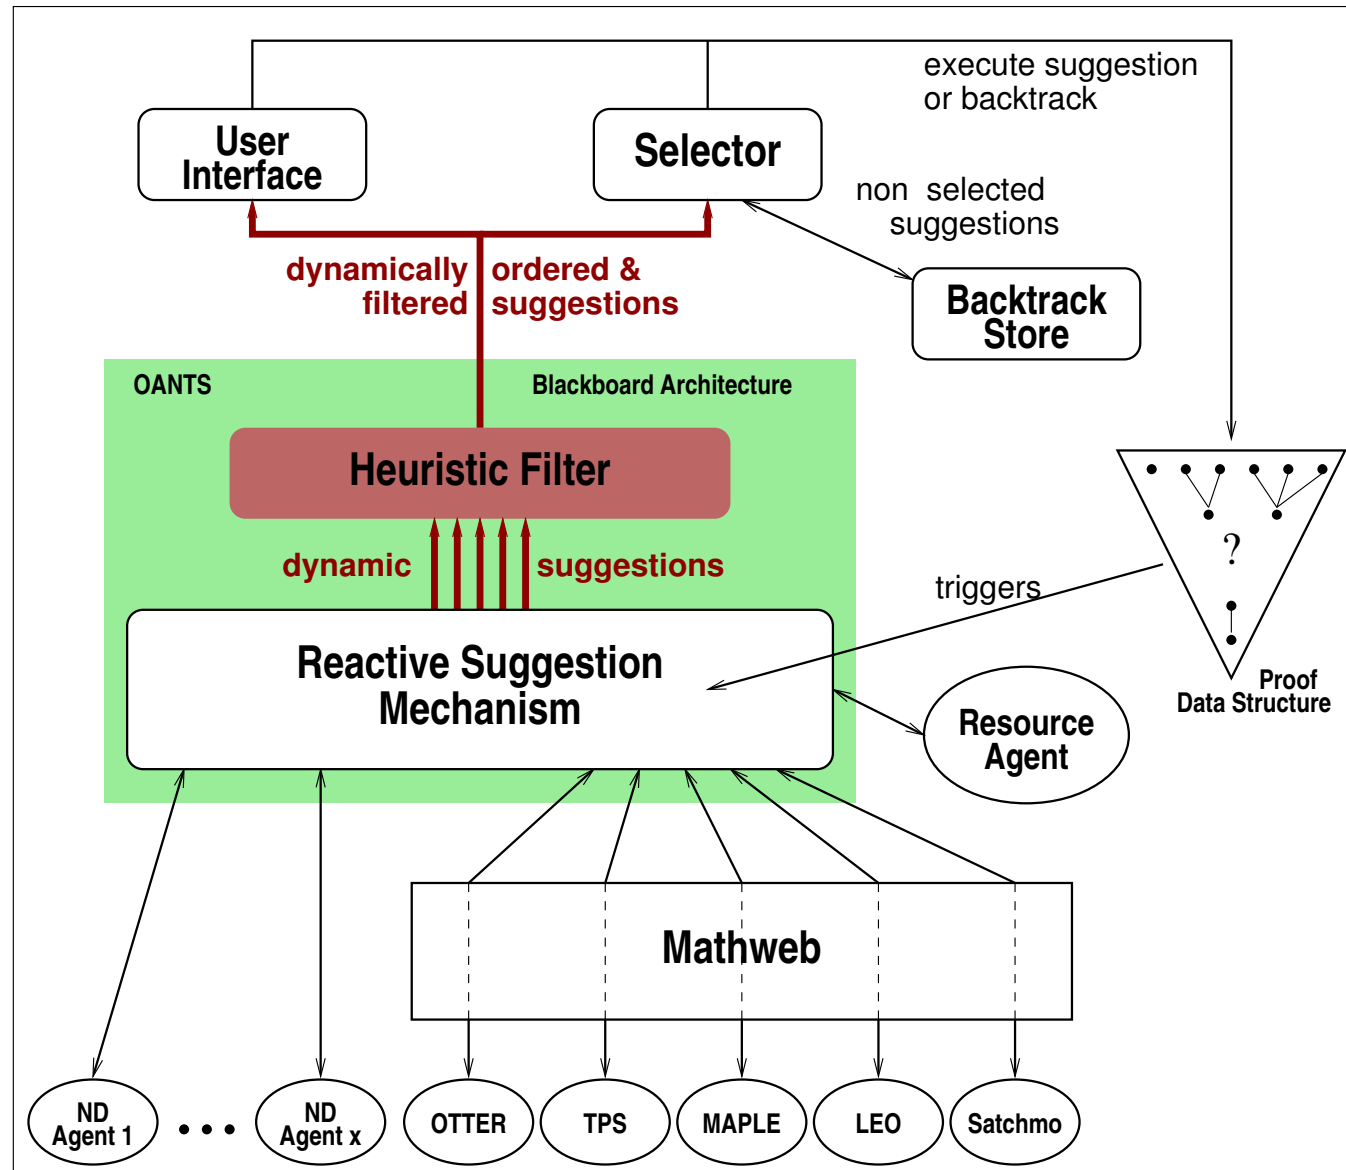 execute suggestion
or backtrack
User
Interface
Selector
non selected
suggestions
dynamically ordered &
filtered suggestions
Backtrack
Store
OANTS Blackboard Architecture
Heuristic Filter
?
dynamic suggestions
triggers
Reactive Suggestion
Mechanism
Proof
Data Structure
Resource
Agent
Mathweb
ND
Agent 1
ND
Agent x
OTTER
TPS
MAPLE
LEO
Satchmo